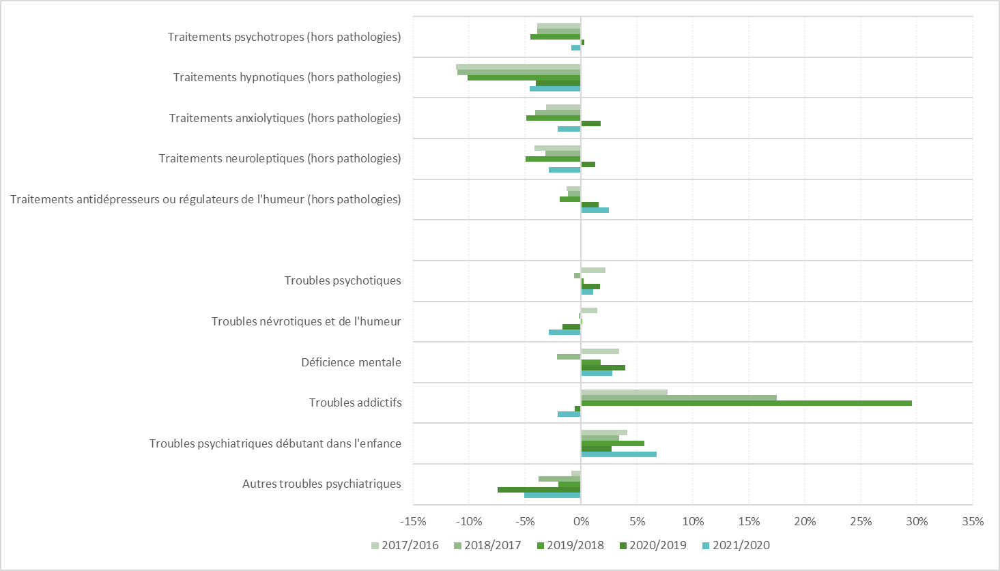 Traitements psychotropes (hors pathologies)
Traitements hypnotiques (hors pathologies)
Traitements anxiolytiques (hors pathologies)
Traitements neuroleptiques (hors pathologies)
Traitements antidépresseurs ou régulateurs de l'humeur (hors pathologies)
Troubles psychotiques
Troubles névrotiques et de l'humeur
Déficience mentale
Troubles addictifs
Troubles psychiatriques débutant dans l'enfance
Autres troubles psychiatriques
-15% -10% -5% 0% 5% 10% 15% 20% 25% 30% 35%
2017/2016 2018/2017 2019/2018 2020/2019 2021/2020